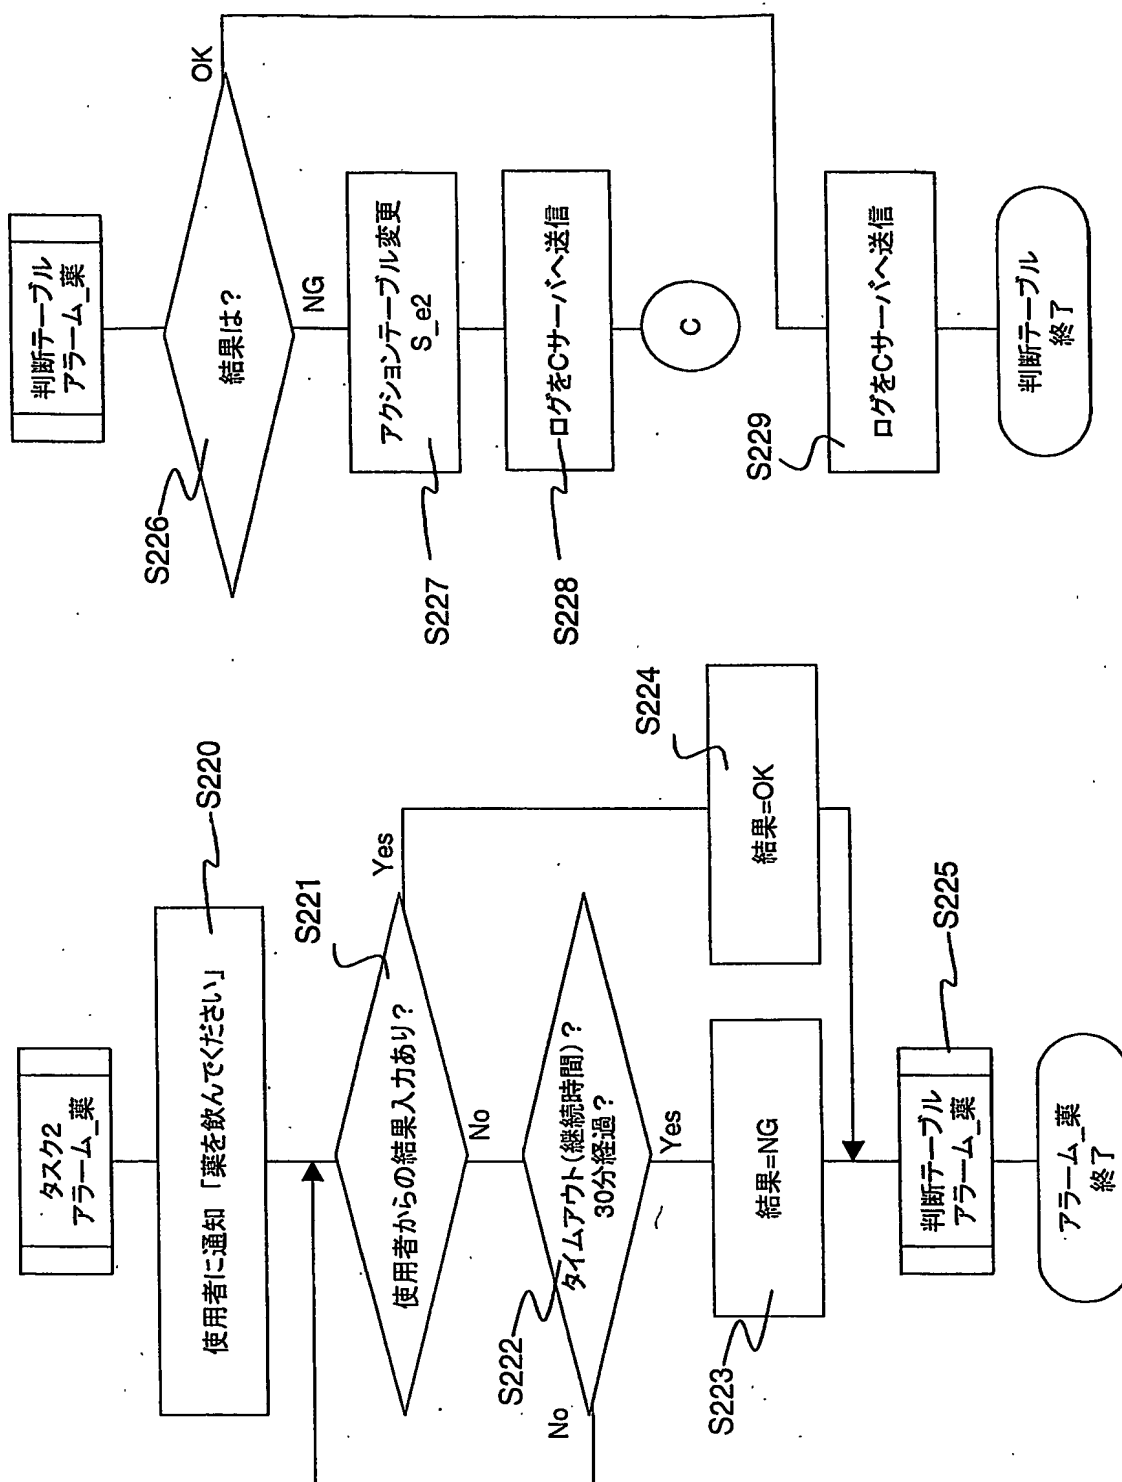 タスク2
アラーム_薬
使用者に通知「薬を飲んでください」
S220
使用者からの結果入力あり？
S221
Yes
No
タイムアウト(継続時間)？
30分経過？
S222
No
Yes
結果=NG
S223
結果=OK
S224
判断テーブル
アラーム_薬
S225
アラーム_薬
終了
判断テーブル
アラーム_薬
結果は？
S226
OK
NG
アクションテーブル変更
S_e2
S227
ログをCサーバへ送信
S228
C
ログをCサーバへ送信
S229
判断テーブル
終了